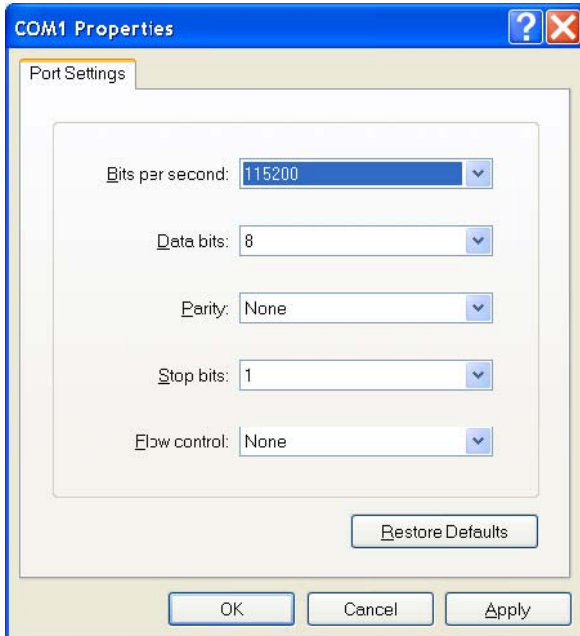 COM1 Properties
Port Settings
Bits per second: 115200
Data bits: 8
Parity: None
Stop bits: 1
Flow control: None
Restore Defaults
OK Cancel Apply